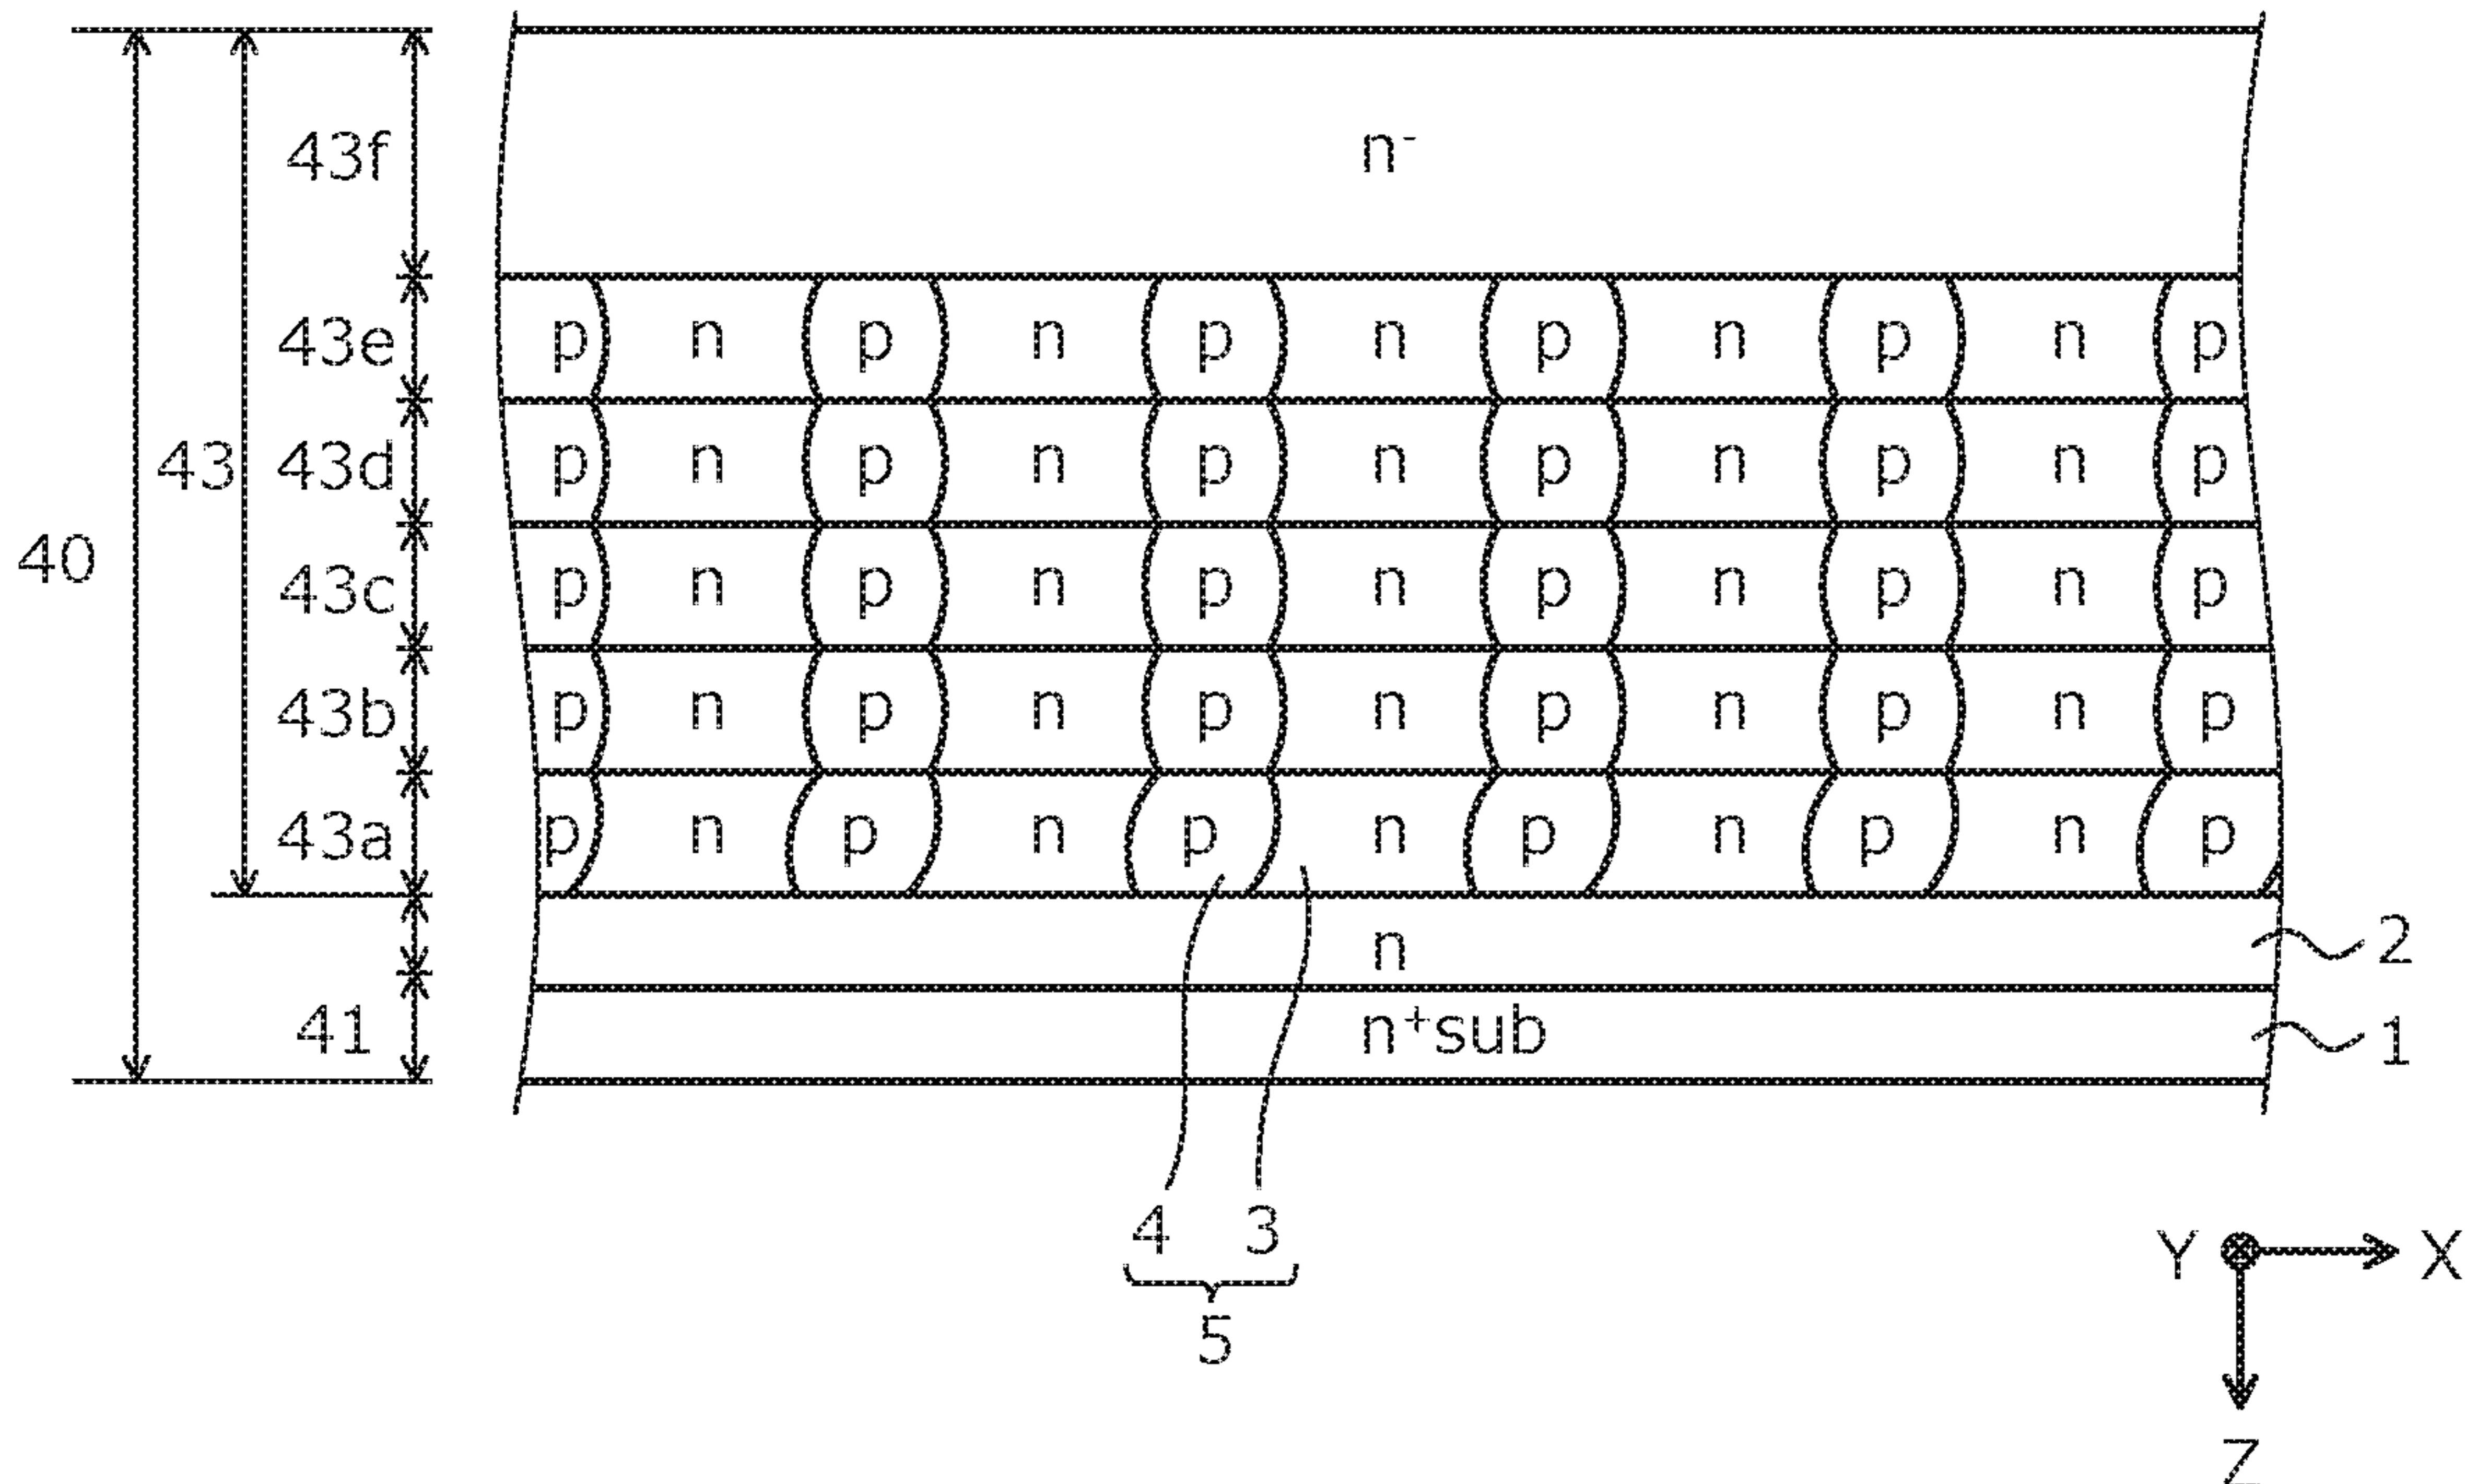 43f n⁻
43e p n p n p n p n p n p
43 43d p n p n p n p n p n p
40 43c p n p n p n p n p n p
43b p n p n p n p n p n p
43a p n p n p n p n p n p
n 2
41 n⁺sub 1
4 3
5
Y X
Z